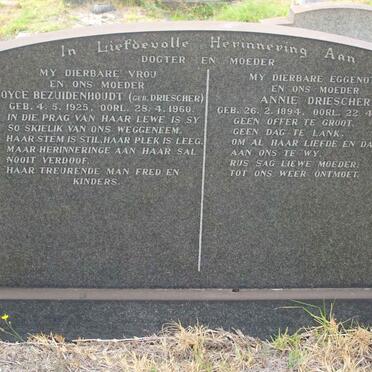 In Liefdevolle Herinnering Aan
DOGTER EN MOEDER
MY DIERBARE VROU
EN ONS MOEDER
OYCE BEZUIDENHOUDT (GEB. DRIESCHER)
GEB. 4.5.1925, OORL. 28.4.1960.
IN DIE PRAG VAN HAAR LEWE IS SY
SO SKIELIK VAN ONS WEGGENEEM.
HAAR STEM IS STIL, HAAR PLEK IS LEEG.
MAAR HERINNERINGE AAN HAAR SAL
NOOIT VERDOOF.
HAAR TREURENDE MAN FRED EN
KINDERS.
MY DIERBARE EGGENOT
EN ONS MOEDER
ANNIE DRIESCHER
GEB. 26.2.1894, OORL. 22.4
GEEN OFFER TE GROOT,
GEEN DAG TE LANK,
OM AL HAAR LIEFDE EN DA
AAN ONS TE WY.
RUS SAG LIEWE MOEDER,
TOT ONS WEER ONTMOET.